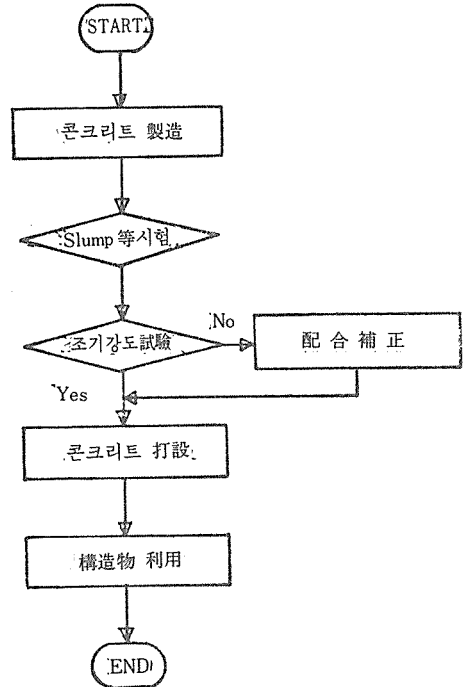 START
콘크리트 製造
Slump 等시험
조기강도試驗
No
配合補正
Yes
콘크리트 打設
構造物 利用
END